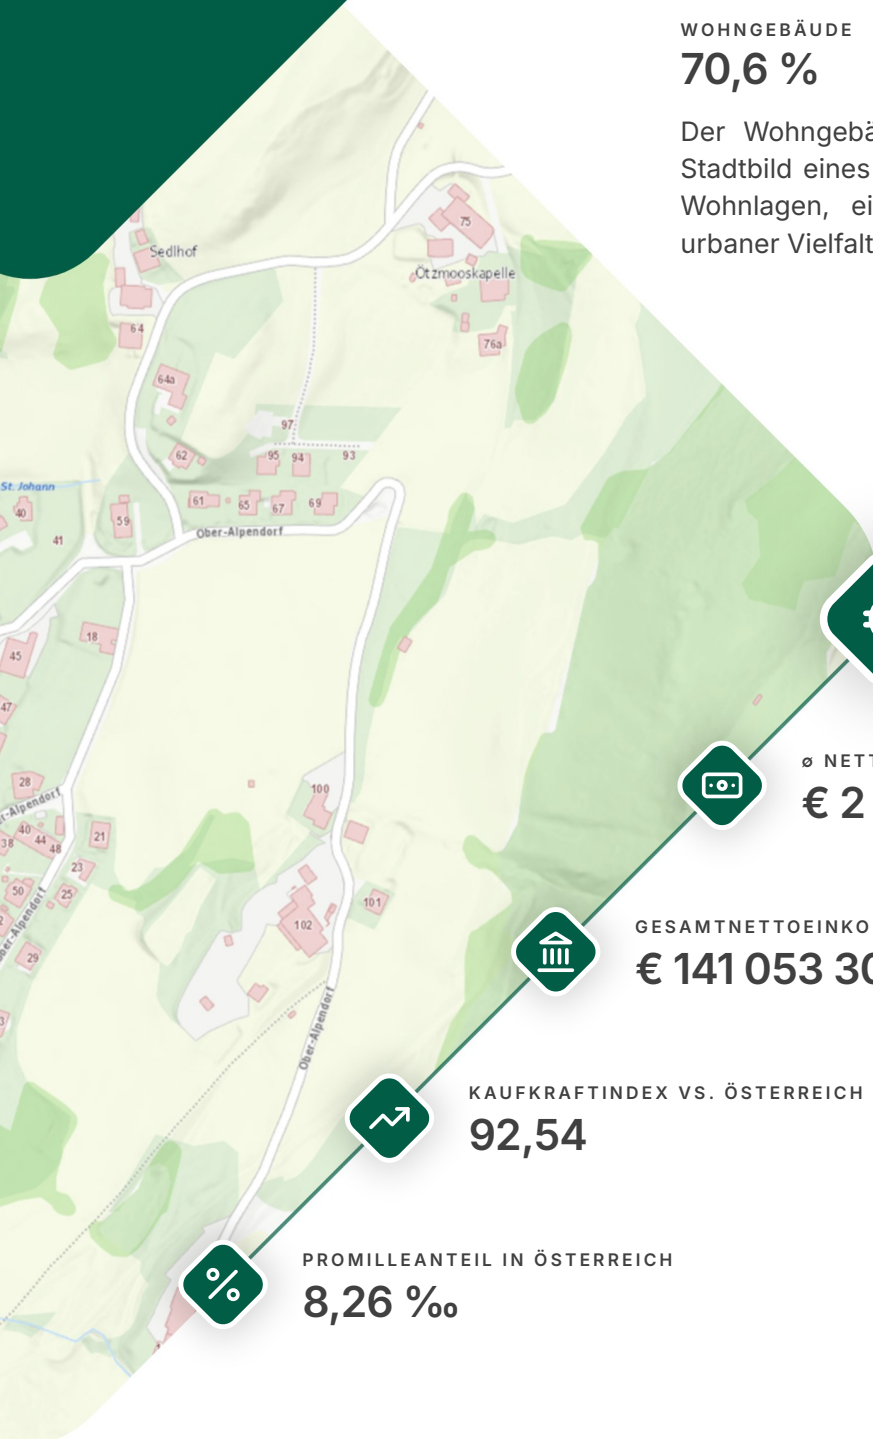 WOHNGEBÄUDE
70,6 %
Der Wohngebä
Stadtbild eines
Wohnlagen, ei
urbaner Vielfalt
75
Sedlhof
Ötzmooskapelle
64
76a
64a
97
62
95 94 93
St. Johann
61 65 67 69
40
59
41
Ober-Alpendorf
18
45
47
ø NETT
28
100
€ 2
t-Alpendorf
40
38 44 48
21
23
50
25
101
102
GESAMTNETTOEINKO
ber-Alpendorf
29
€ 141 053 30
3
Ober-Alpendorf
KAUFKRAFTINDEX VS. ÖSTERREICH
92,54
PROMILLEANTEIL IN ÖSTERREICH
%
8,26 ‰